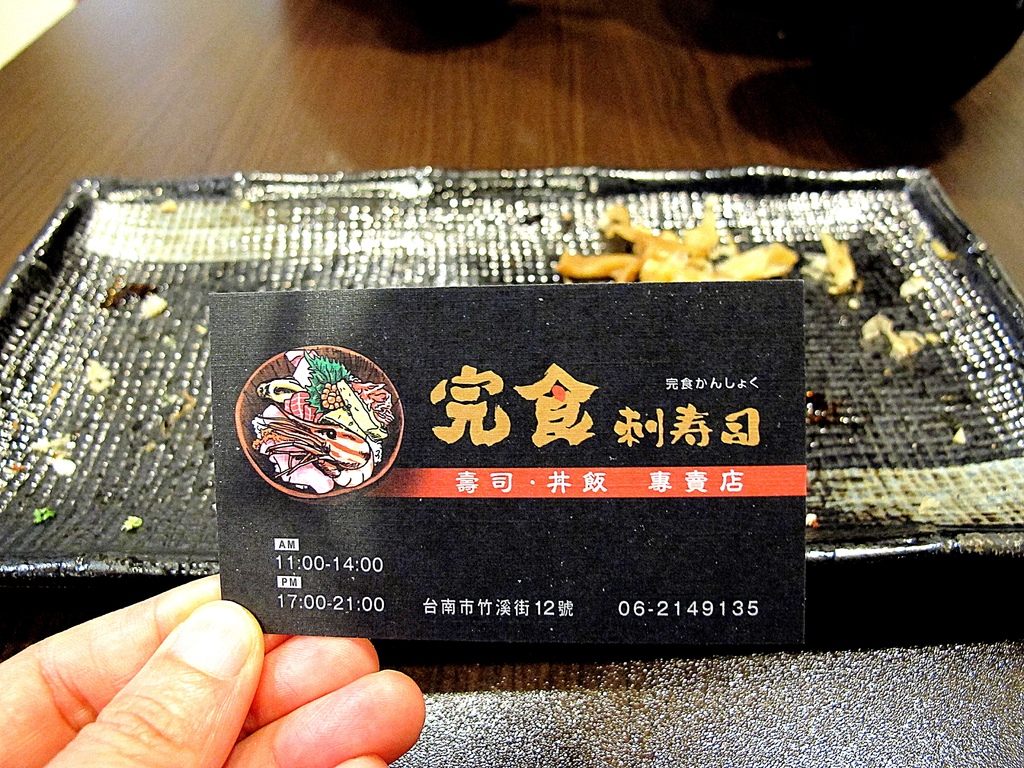 完食かんしょく
完食 刺寿司
壽司・丼飯 專賣店
AM
11:00-14:00
PM
17:00-21:00
台南市竹溪街12號 06-2149135